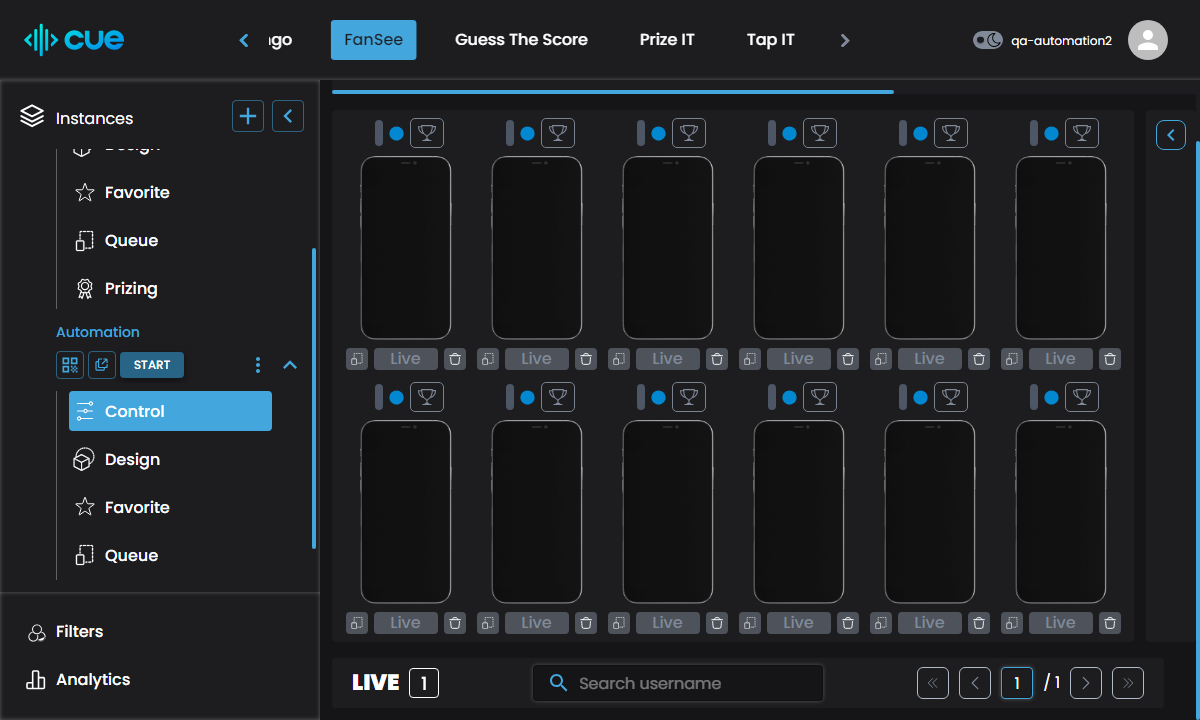 cue
ngo
FanSee
Guess The Score
Prize IT
Tap IT
qa-automation2
Instances
Design
Favorite
Queue
Prizing
Automation
START
Control
Design
Favorite
Queue
Filters
Analytics
Live Live Live Live Live Live
Live Live Live Live Live Live
LIVE 1
Search username
« < 1 / 1 > »